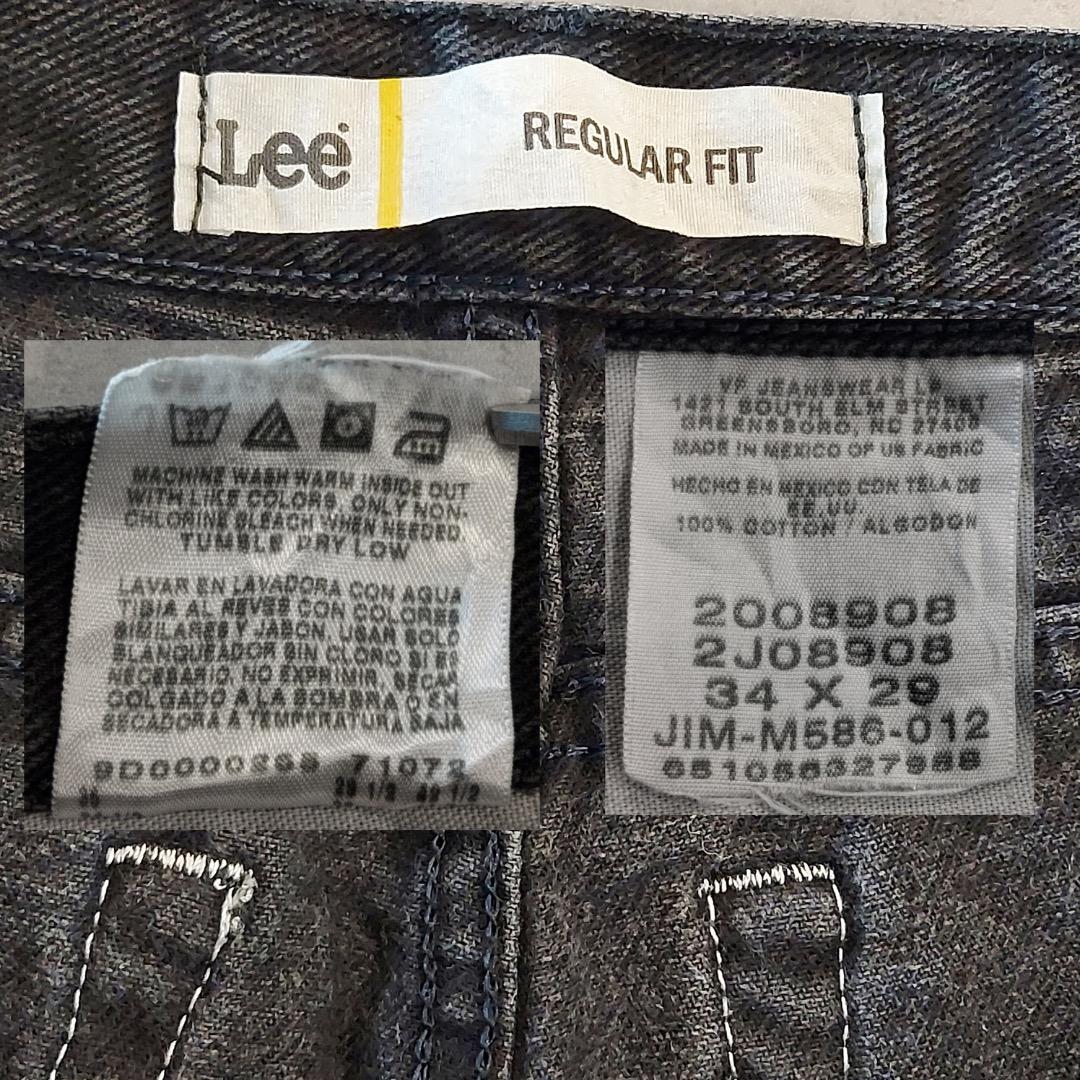 Lee
REGULAR FIT
MACHINE WASH WARM INSIDE OUT
WITH LIKE COLORS, ONLY NON-
CHLORINE BLEACH WHEN NEEDED.
TUMBLE DRY LOW
LAVAR EN LAVADORA CON AGUA
TIBIA AL REVES CON COLORES
SIMILARES Y JABON, USAR SOLO
BLANQUEADOR SIN CLORO SI ES
NECESARIO, NO EXPRIMIR, SECAR
COLGADO A LA SOMBRA O EN
SECADORA A TEMPERATURA BAJA
VF JEANSWEAR
1421 SOUTH ELM STREET
GREENSBORO, NC 27406
MADE IN MEXICO OF US FABRIC
HECHO EN MEXICO CON TELA DE
EE.UU.
100% COTTON / ALGODON
2008908
2J08908
34 X 29
JIM-M586-012